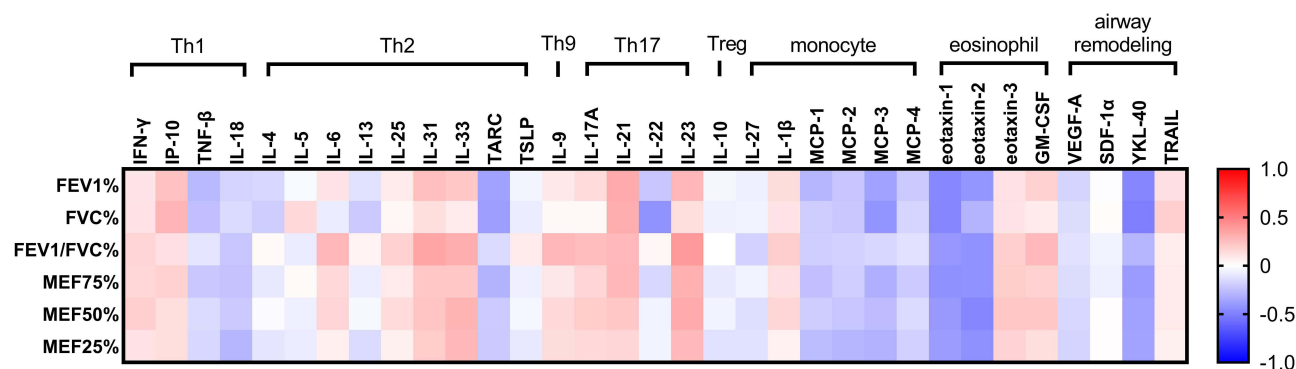 airway
Th1 Th2 Th9 Th17 Treg monocyte eosinophil remodeling
IFN-γ IP-10 TNF-β IL-18 IL-4 IL-5 IL-6 IL-13 IL-25 IL-31 IL-33 TARC TSLP IL-9 IL-17A IL-21 IL-22 IL-23 IL-10 IL-27 IL-1β MCP-1 MCP-2 MCP-3 MCP-4 eotaxin-1 eotaxin-2 eotaxin-3 GM-CSF VEGF-A SDF-1α YKL-40 TRAIL
FEV1%
FVC%
FEV1/FVC%
MEF75%
MEF50%
MEF25%
1.0
0.5
0
-0.5
-1.0